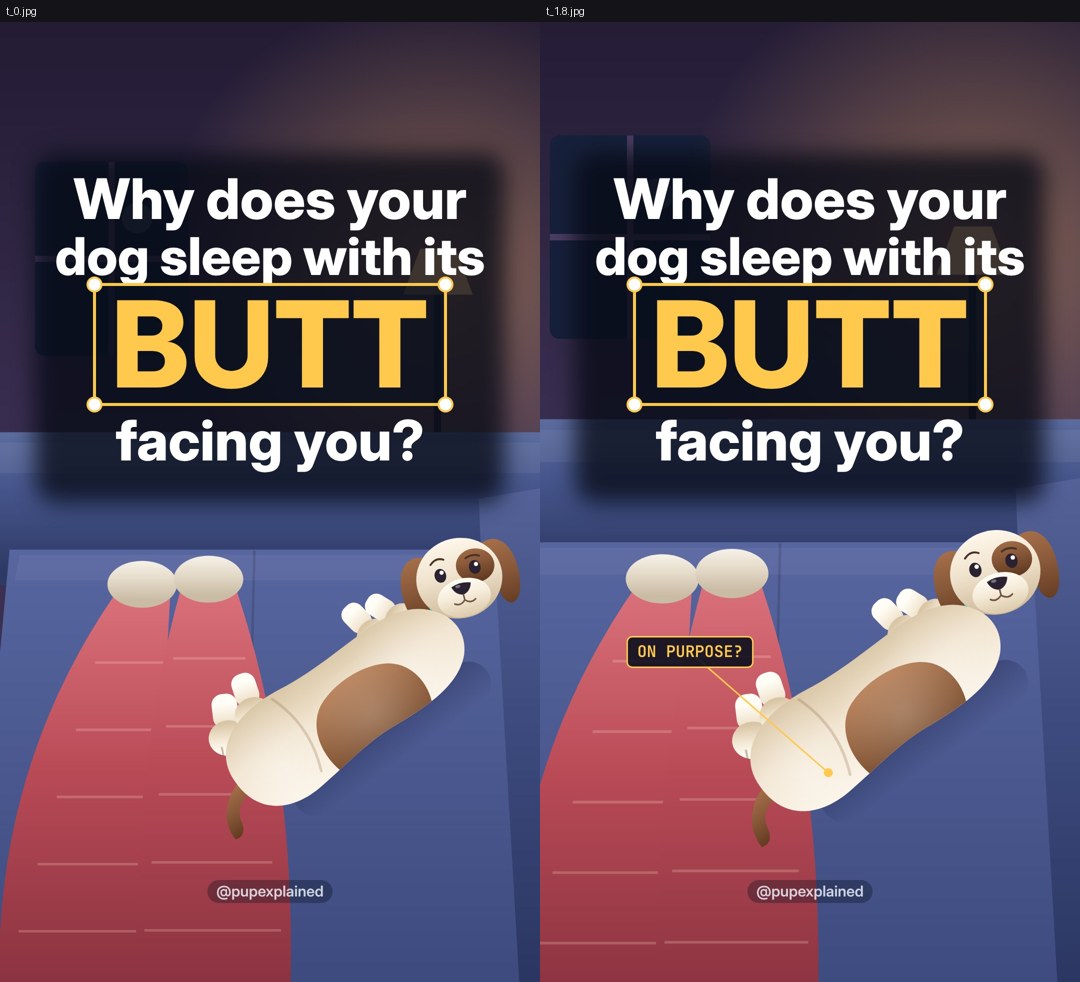 t_0.jpg
Why does your
dog sleep with its
BUTT
facing you?
@pupexplained
t_1.8.jpg
Why does your
dog sleep with its
BUTT
facing you?
ON PURPOSE?
@pupexplained